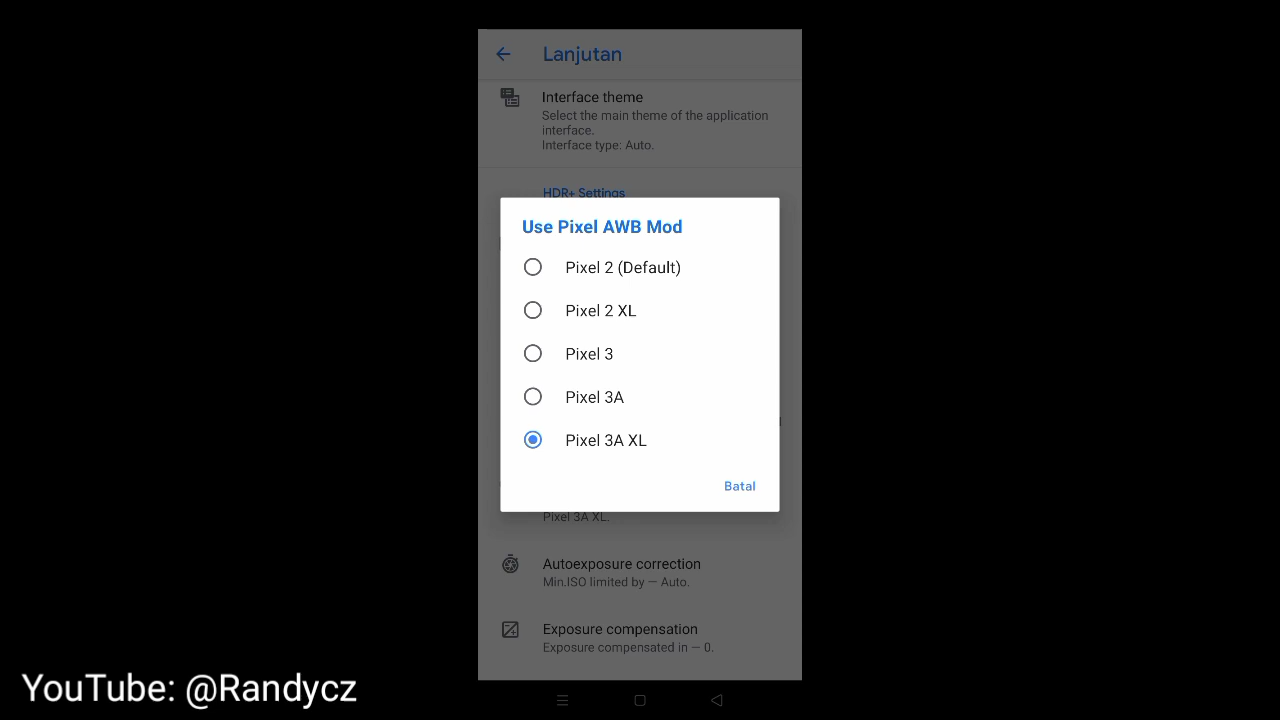 Lanjutan
Interface theme
Select the main theme of the application
interface.
Interface type: Auto.
HDR+ Settings
Use Pixel AWB Mod
Pixel 2 (Default)
Pixel 2 XL
Pixel 3
Pixel 3A
Pixel 3A XL
Batal
Pixel 3A XL.
Autoexposure correction
Min.ISO limited by — Auto.
Exposure compensation
Exposure compensated in — 0.
YouTube: @Randycz